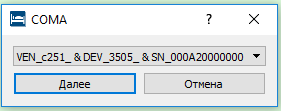 COMA
VEN_c251_ & DEV_3505_ & SN_000A20000000
Далее
Отмена